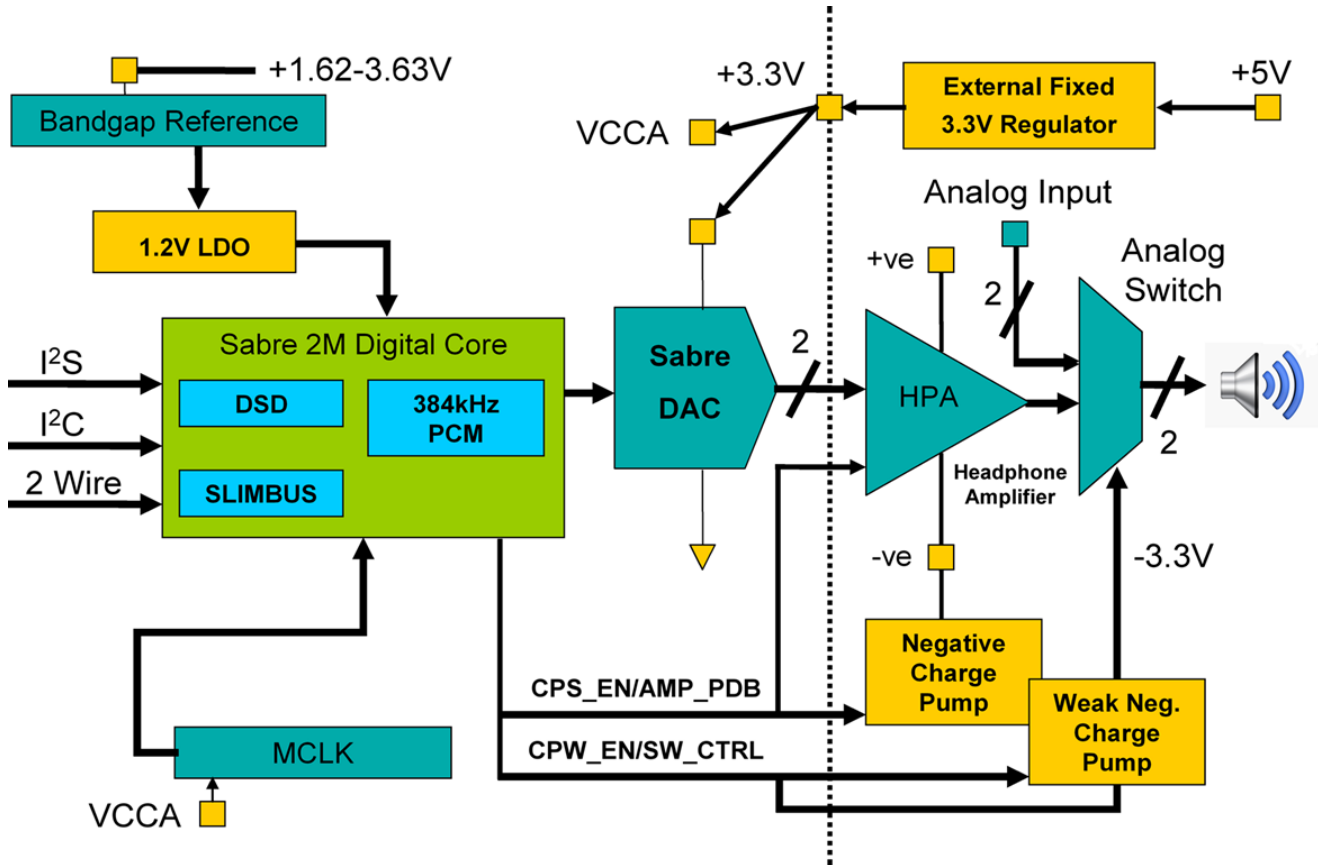 +1.62-3.63V
Bandgap Reference
1.2V LDO
+3.3V
VCCA
External Fixed
3.3V Regulator
+5V
Analog Input
Analog
Switch
+ve
2
Sabre 2M Digital Core
I²S
I²C
2 Wire
DSD
384kHz
PCM
SLIMBUS
Sabre
DAC
2
HPA
Headphone
Amplifier
2
-ve
-3.3V
Negative
Charge
Pump
CPS_EN/AMP_PDB
Weak Neg.
Charge
Pump
CPW_EN/SW_CTRL
MCLK
VCCA